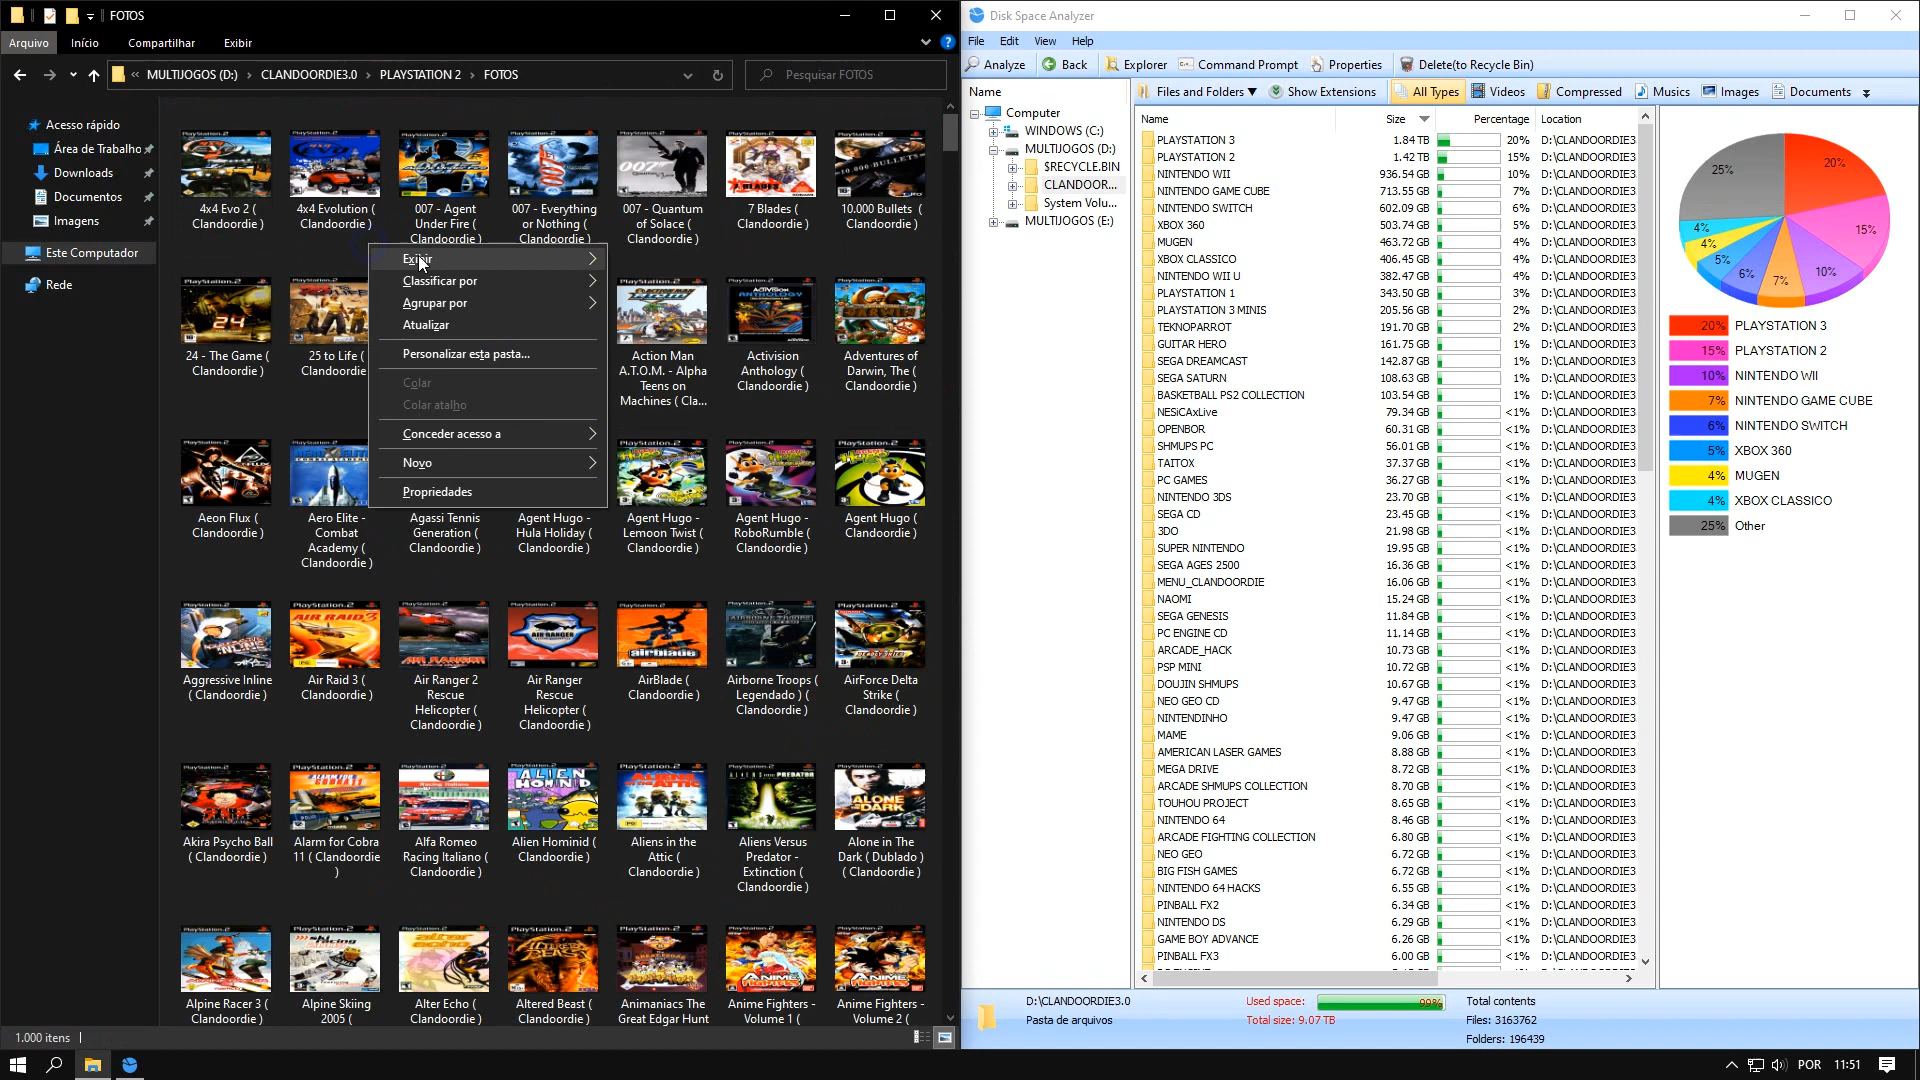 FOTOS
Arquivo
Início
Compartilhar
Exibir
« MULTIJOGOS (D:) › CLANDOORDIE3.0 › PLAYSTATION 2 › FOTOS
Pesquisar FOTOS
Acesso rápido
Área de Trabalho
Downloads
Documentos
Imagens
Este Computador
Rede
4x4 Evo 2 (
Clandoordie )
4x4 Evolution (
Clandoordie )
007 - Agent
Under Fire (
Clandoordie )
007 - Everything
or Nothing (
Clandoordie )
007 - Quantum
of Solace (
Clandoordie )
7 Blades (
Clandoordie )
10.000 Bullets (
Clandoordie )
Exibir
Classificar por
Agrupar por
Atualizar
Personalizar esta pasta...
Colar
Colar atalho
Conceder acesso a
Novo
Propriedades
24 - The Game (
Clandoordie )
25 to Life (
Clandoordie
Action Man
A.T.O.M. - Alpha
Teens on
Machines ( Cla...
Activision
Anthology (
Clandoordie )
Adventures of
Darwin, The (
Clandoordie )
Aeon Flux (
Clandoordie )
Aero Elite -
Combat
Academy (
Clandoordie )
Agassi Tennis
Generation (
Clandoordie )
Agent Hugo -
Hula Holiday (
Clandoordie )
Agent Hugo -
Lemoon Twist (
Clandoordie )
Agent Hugo -
RoboRumble (
Clandoordie )
Agent Hugo (
Clandoordie )
Aggressive Inline
( Clandoordie )
Air Raid 3 (
Clandoordie )
Air Ranger 2
Rescue
Helicopter (
Clandoordie )
Air Ranger
Rescue
Helicopter (
Clandoordie )
AirBlade (
Clandoordie )
Airborne Troops (
Legendado ) (
Clandoordie )
AirForce Delta
Strike (
Clandoordie )
Akira Psycho Ball
( Clandoordie )
Alarm for Cobra
11 ( Clandoordie
)
Alfa Romeo
Racing Italiano (
Clandoordie )
Alien Hominid (
Clandoordie )
Aliens in the
Attic (
Clandoordie )
Aliens Versus
Predator -
Extinction (
Clandoordie )
Alone in The
Dark ( Dublado )
( Clandoordie )
Alpine Racer 3 (
Clandoordie )
Alpine Skiing
2005 (
Alter Echo (
Clandoordie )
Altered Beast (
Clandoordie )
Animaniacs The
Great Edgar Hunt
Anime Fighters -
Volume 1 (
Anime Fighters -
Volume 2 (
1.000 itens
Disk Space Analyzer
File Edit View Help
Analyze Back Explorer Command Prompt Properties Delete(to Recycle Bin)
Name
Computer
WINDOWS (C:)
MULTIJOGOS (D:)
$RECYCLE.BIN
CLANDOOR...
System Volu...
MULTIJOGOS (E:)
Files and Folders ▼ Show Extensions All Types Videos Compressed Musics Images Documents
Name Size Percentage Location
PLAYSTATION 3 1.84 TB 20% D:\CLANDOORDIE3
PLAYSTATION 2 1.42 TB 15% D:\CLANDOORDIE3
NINTENDO WII 936.54 GB 10% D:\CLANDOORDIE3
NINTENDO GAME CUBE 713.55 GB 7% D:\CLANDOORDIE3
NINTENDO SWITCH 602.09 GB 6% D:\CLANDOORDIE3
XBOX 360 503.74 GB 5% D:\CLANDOORDIE3
MUGEN 463.72 GB 4% D:\CLANDOORDIE3
XBOX CLASSICO 406.45 GB 4% D:\CLANDOORDIE3
NINTENDO WII U 382.47 GB 4% D:\CLANDOORDIE3
PLAYSTATION 1 343.50 GB 3% D:\CLANDOORDIE3
PLAYSTATION 3 MINIS 205.56 GB 2% D:\CLANDOORDIE3
TEKNOPARROT 191.70 GB 2% D:\CLANDOORDIE3
GUITAR HERO 161.75 GB 1% D:\CLANDOORDIE3
SEGA DREAMCAST 142.87 GB 1% D:\CLANDOORDIE3
SEGA SATURN 108.63 GB 1% D:\CLANDOORDIE3
BASKETBALL PS2 COLLECTION 103.54 GB 1% D:\CLANDOORDIE3
NESiCAxLive 79.34 GB <1% D:\CLANDOORDIE3
OPENBOR 60.31 GB <1% D:\CLANDOORDIE3
SHMUPS PC 56.01 GB <1% D:\CLANDOORDIE3
TAITOX 37.37 GB <1% D:\CLANDOORDIE3
PC GAMES 36.27 GB <1% D:\CLANDOORDIE3
NINTENDO 3DS 23.70 GB <1% D:\CLANDOORDIE3
SEGA CD 23.45 GB <1% D:\CLANDOORDIE3
3DO 21.98 GB <1% D:\CLANDOORDIE3
SUPER NINTENDO 19.95 GB <1% D:\CLANDOORDIE3
SEGA AGES 2500 16.36 GB <1% D:\CLANDOORDIE3
MENU_CLANDOORDIE 16.06 GB <1% D:\CLANDOORDIE3
NAOMI 15.24 GB <1% D:\CLANDOORDIE3
SEGA GENESIS 11.84 GB <1% D:\CLANDOORDIE3
PC ENGINE CD 11.14 GB <1% D:\CLANDOORDIE3
ARCADE_HACK 10.73 GB <1% D:\CLANDOORDIE3
PSP MINI 10.72 GB <1% D:\CLANDOORDIE3
DOUJIN SHMUPS 10.67 GB <1% D:\CLANDOORDIE3
NEO GEO CD 9.47 GB <1% D:\CLANDOORDIE3
NINTENDINHO 9.47 GB <1% D:\CLANDOORDIE3
MAME 9.06 GB <1% D:\CLANDOORDIE3
AMERICAN LASER GAMES 8.88 GB <1% D:\CLANDOORDIE3
MEGA DRIVE 8.72 GB <1% D:\CLANDOORDIE3
ARCADE SHMUPS COLLECTION 8.70 GB <1% D:\CLANDOORDIE3
TOUHOU PROJECT 8.65 GB <1% D:\CLANDOORDIE3
NINTENDO 64 8.46 GB <1% D:\CLANDOORDIE3
ARCADE FIGHTING COLLECTION 6.80 GB <1% D:\CLANDOORDIE3
NEO GEO 6.72 GB <1% D:\CLANDOORDIE3
BIG FISH GAMES 6.72 GB <1% D:\CLANDOORDIE3
NINTENDO 64 HACKS 6.55 GB <1% D:\CLANDOORDIE3
PINBALL FX2 6.34 GB <1% D:\CLANDOORDIE3
NINTENDO DS 6.29 GB <1% D:\CLANDOORDIE3
GAME BOY ADVANCE 6.26 GB <1% D:\CLANDOORDIE3
PINBALL FX3 6.00 GB <1% D:\CLANDOORDIE3
25%
20%
15%
10%
7%
6%
5%
4%
4%
20% PLAYSTATION 3
15% PLAYSTATION 2
10% NINTENDO WII
7% NINTENDO GAME CUBE
6% NINTENDO SWITCH
5% XBOX 360
4% MUGEN
4% XBOX CLASSICO
25% Other
D:\CLANDOORDIE3.0
Pasta de arquivos
Used space: 99%
Total size: 9.07 TB
Total contents
Files: 3163762
Folders: 196439
POR 11:51